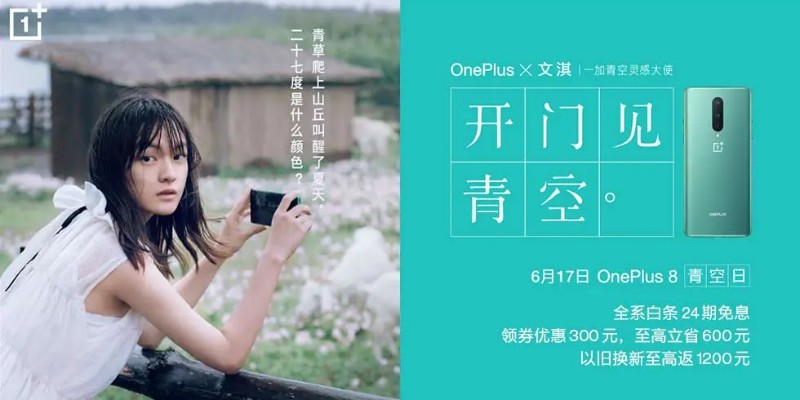 1+
青草爬上山丘叫醒了夏天，
二十七度是什么颜色？
OnePlus × 文淇 | 一加青空灵感大使
开门见
青空。
ONEPLUS
6月17日 OnePlus 8 青空日
全系白条24期免息
领券优惠300元，至高立省600元
以旧换新至高返1200元